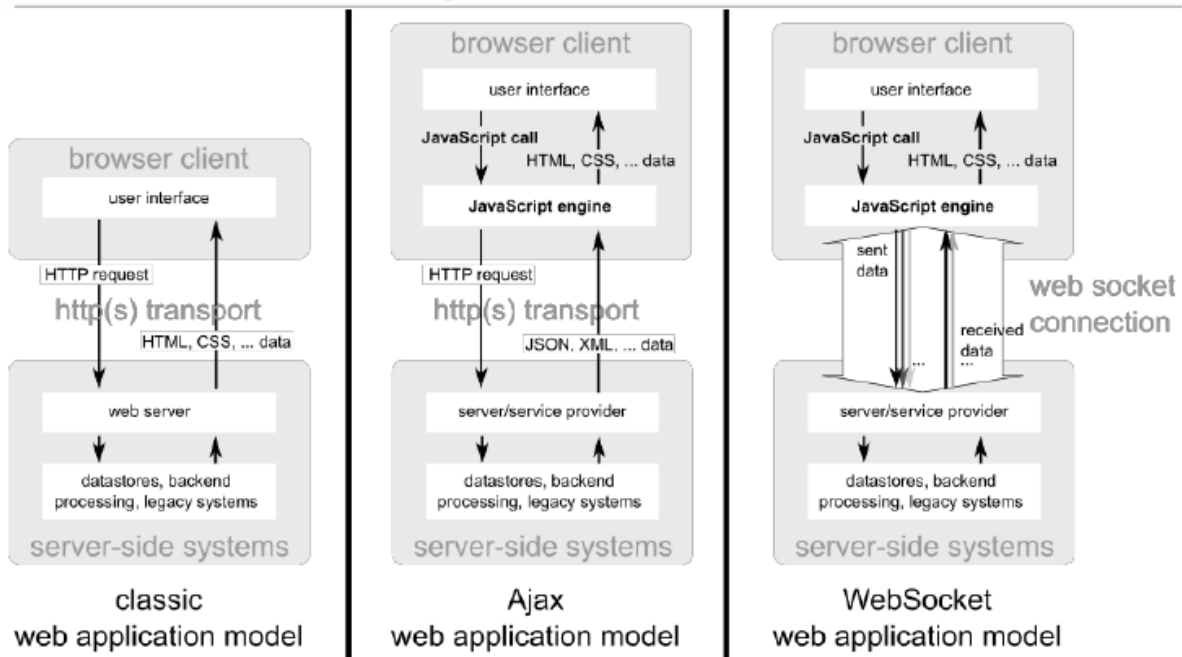 browser client
user interface
HTTP request
http(s) transport
HTML, CSS, ... data
web server
datastores, backend
processing, legacy systems
server-side systems
classic
web application model
browser client
user interface
JavaScript call
HTML, CSS, ... data
JavaScript engine
HTTP request
http(s) transport
JSON, XML, ... data
server/service provider
datastores, backend
processing, legacy systems
server-side systems
Ajax
web application model
browser client
user interface
JavaScript call
HTML, CSS, ... data
JavaScript engine
sent
data
web socket
connection
received
data
...
...
server/service provider
datastores, backend
processing, legacy systems
server-side systems
WebSocket
web application model